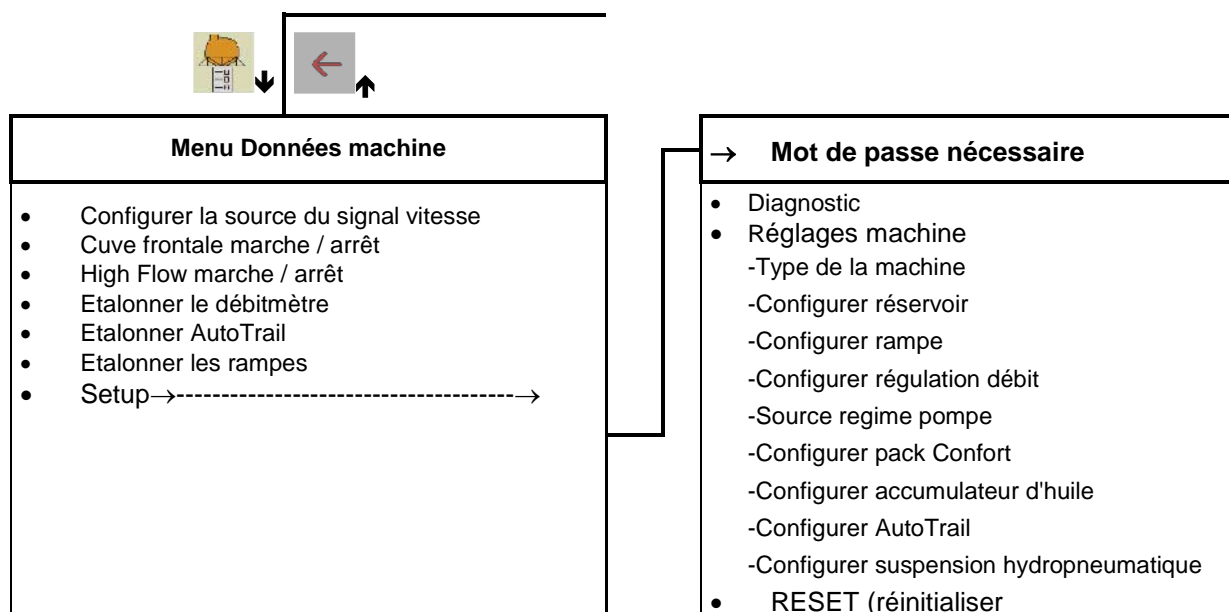 Menu Données machine
• Configurer la source du signal vitesse
• Cuve frontale marche / arrêt
• High Flow marche / arrêt
• Etalonner le débitmètre
• Etalonner AutoTrail
• Etalonner les rampes
• Setup→--------------------------------------→
→ Mot de passe nécessaire
• Diagnostic
• Réglages machine
-Type de la machine
-Configurer réservoir
-Configurer rampe
-Configurer régulation débit
-Source regime pompe
-Configurer pack Confort
-Configurer accumulateur d'huile
-Configurer AutoTrail
-Configurer suspension hydropneumatique
• RESET (réinitialiser